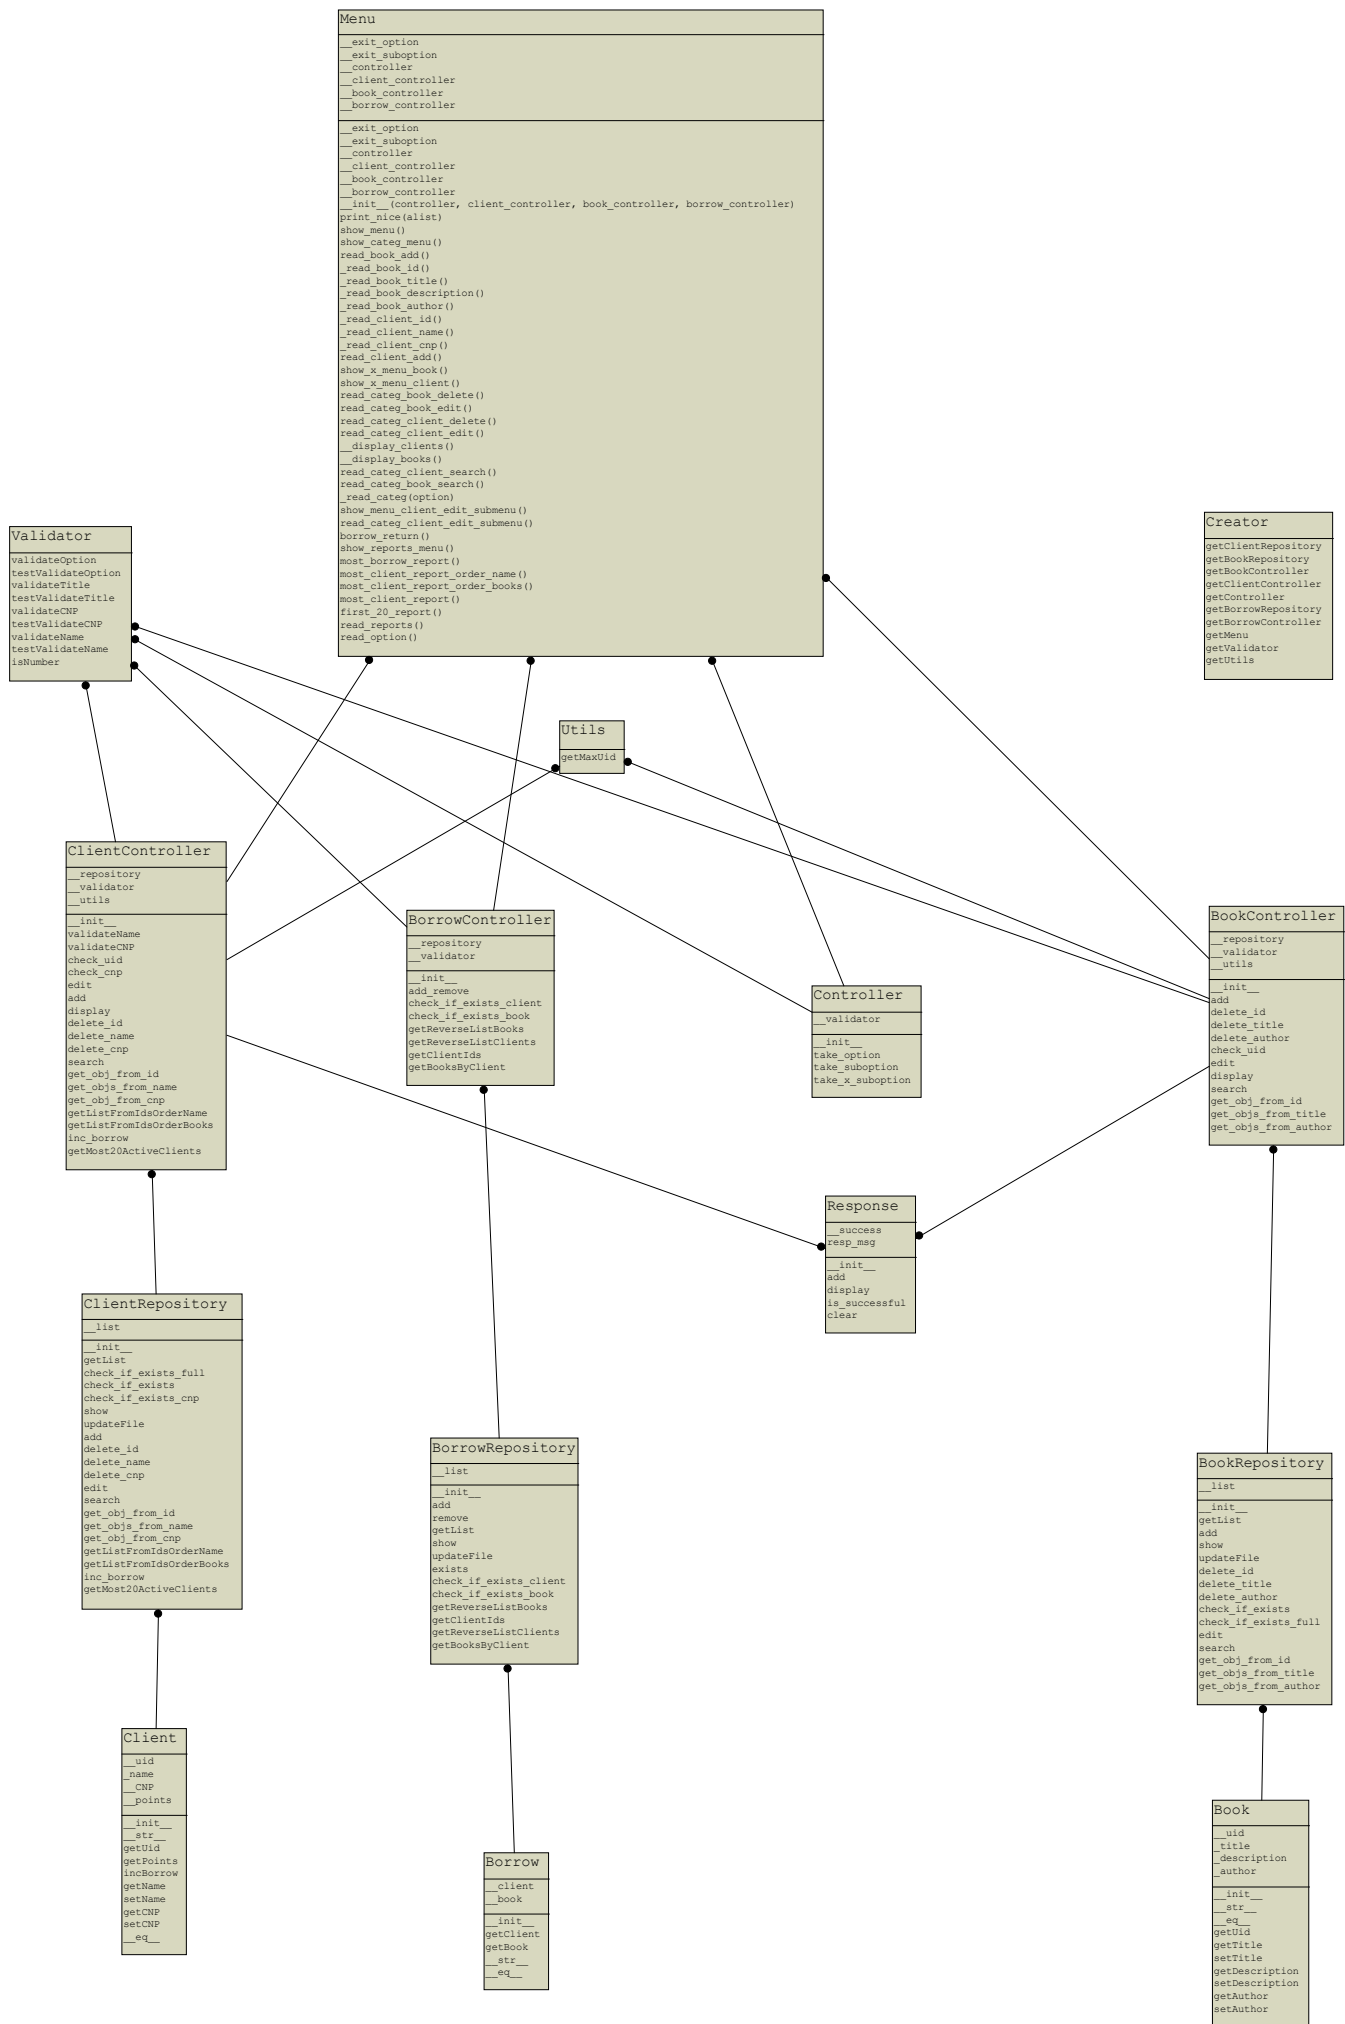 Menu
__exit_option
__exit_suboption
__controller
__client_controller
__book_controller
__borrow_controller
__exit_option
__exit_suboption
__controller
__client_controller
__book_controller
__borrow_controller
__init__(controller, client_controller, book_controller, borrow_controller)
print_nice(alist)
show_menu()
show_categ_menu()
read_book_add()
_read_book_id()
_read_book_title()
_read_book_description()
_read_book_author()
_read_client_id()
_read_client_name()
_read_client_cnp()
read_client_add()
show_x_menu_book()
show_x_menu_client()
read_categ_book_delete()
read_categ_book_edit()
read_categ_client_delete()
read_categ_client_edit()
__display_clients()
__display_books()
read_categ_client_search()
read_categ_book_search()
_read_categ(option)
show_menu_client_edit_submenu()
read_categ_client_edit_submenu()
borrow_return()
show_reports_menu()
most_borrow_report()
most_client_report_order_name()
most_client_report_order_books()
most_client_report()
first_20_report()
read_reports()
read_option()
Validator
validateOption
testValidateOption
validateTitle
testValidateTitle
validateCNP
testValidateCNP
validateName
testValidateName
isNumber
Creator
getClientRepository
getBookRepository
getBookController
getClientController
getController
getBorrowRepository
getBorrowController
getMenu
getValidator
getUtils
Utils
getMaxUid
ClientController
__repository
__validator
__utils
__init__
validateName
validateCNP
check_uid
check_cnp
edit
add
display
delete_id
delete_name
delete_cnp
search
get_obj_from_id
get_objs_from_name
get_obj_from_cnp
getListFromIdsOrderName
getListFromIdsOrderBooks
inc_borrow
getMost20ActiveClients
BorrowController
__repository
__validator
__init__
add_remove
check_if_exists_client
check_if_exists_book
getReverseListBooks
getReverseListClients
getClientIds
getBooksByClient
Controller
__validator
__init__
take_option
take_suboption
take_x_suboption
BookController
__repository
__validator
__utils
__init__
add
delete_id
delete_title
delete_author
check_uid
edit
display
search
get_obj_from_id
get_objs_from_title
get_objs_from_author
Response
__success
resp_msg
__init__
add
display
is_successful
clear
ClientRepository
__list
__init__
getList
check_if_exists_full
check_if_exists
check_if_exists_cnp
show
updateFile
add
delete_id
delete_name
delete_cnp
edit
search
get_obj_from_id
get_objs_from_name
get_obj_from_cnp
getListFromIdsOrderName
getListFromIdsOrderBooks
inc_borrow
getMost20ActiveClients
BorrowRepository
__list
__init__
add
remove
getList
show
updateFile
exists
check_if_exists_client
check_if_exists_book
getReverseListBooks
getClientIds
getReverseListClients
getBooksByClient
BookRepository
__list
__init__
getList
add
show
updateFile
delete_id
delete_title
delete_author
check_if_exists
check_if_exists_full
edit
search
get_obj_from_id
get_objs_from_title
get_objs_from_author
Client
__uid
_name
__CNP
__points
__init__
__str__
getUid
getPoints
incBorrow
getName
setName
getCNP
setCNP
__eq__
Borrow
__client
__book
__init__
getClient
getBook
__str__
__eq__
Book
__uid
_title
_description
_author
__init__
__str__
__eq__
getUid
getTitle
setTitle
getDescription
setDescription
getAuthor
setAuthor